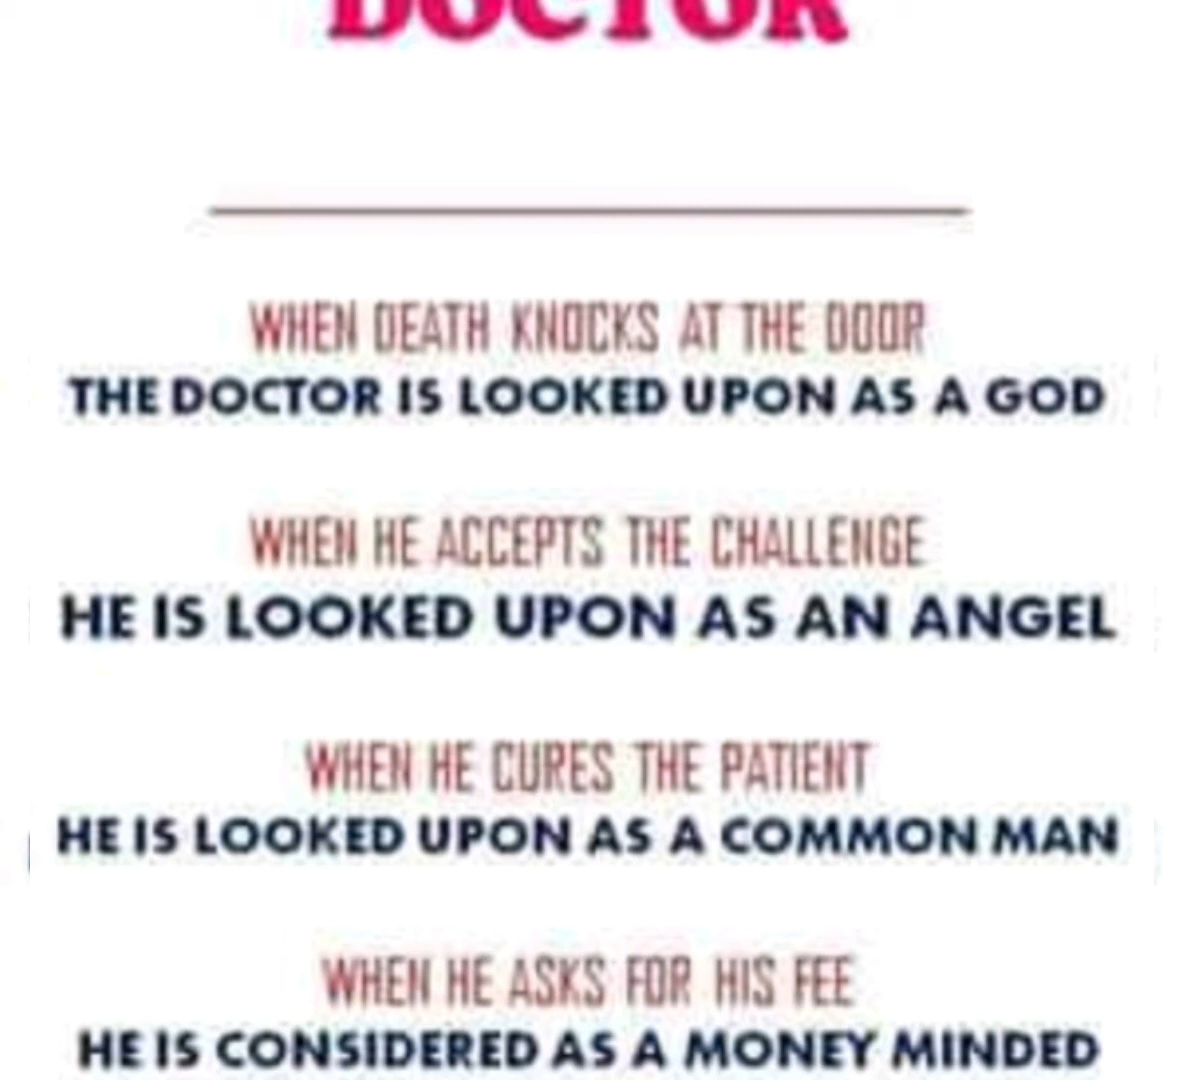 DOCTOR
WHEN DEATH KNOCKS AT THE DOOR
THE DOCTOR IS LOOKED UPON AS A GOD
WHEN HE ACCEPTS THE CHALLENGE
HE IS LOOKED UPON AS AN ANGEL
WHEN HE CURES THE PATIENT
HE IS LOOKED UPON AS A COMMON MAN
WHEN HE ASKS FOR HIS FEE
HE IS CONSIDERED AS A MONEY MINDED